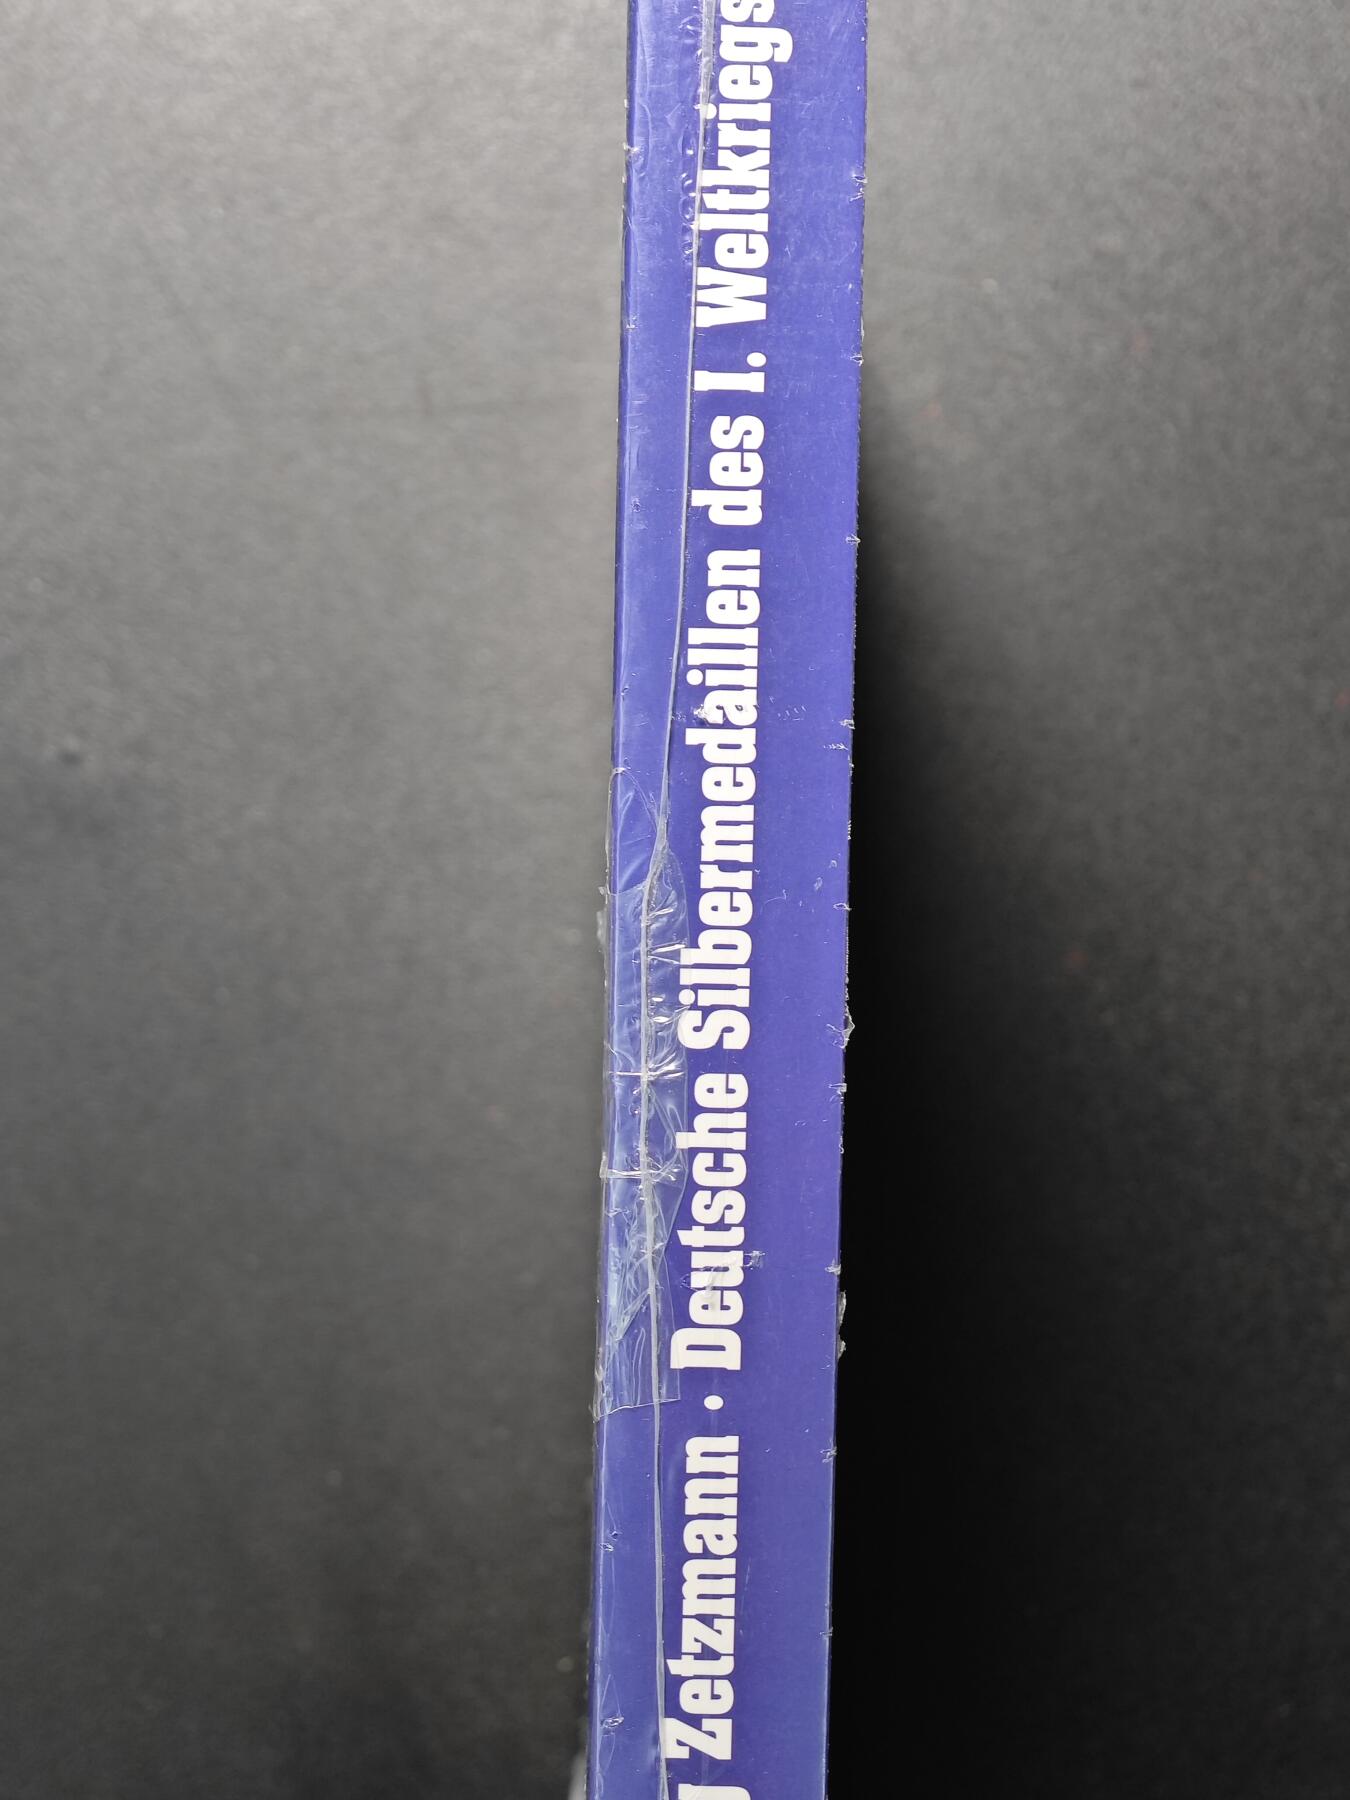 Zetzmann · Deutsche Silbermedaillen des I. Weltkriegs